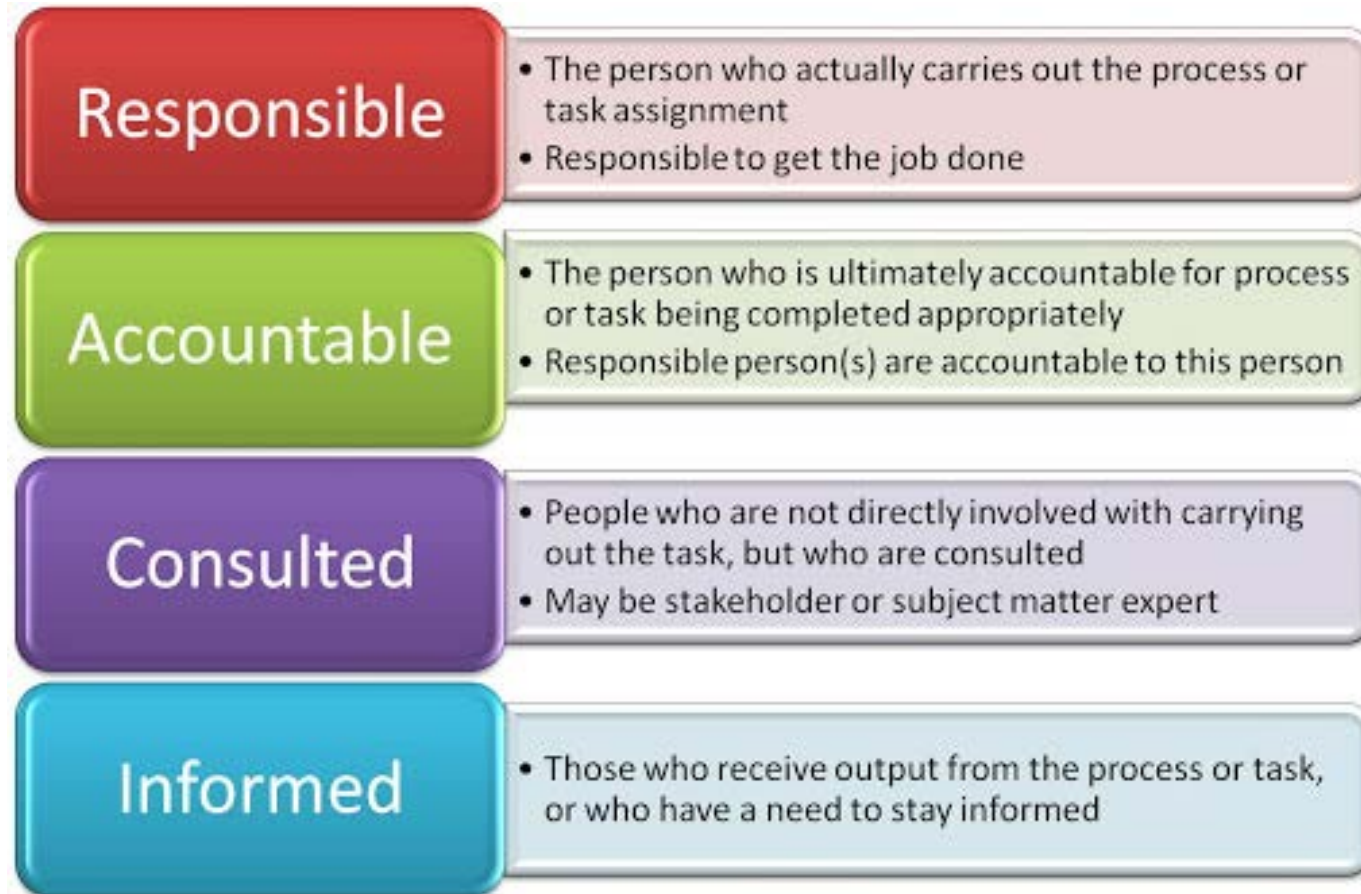 Responsible
• The person who actually carries out the process or
task assignment
• Responsible to get the job done
Accountable
• The person who is ultimately accountable for process
or task being completed appropriately
• Responsible person(s) are accountable to this person
Consulted
• People who are not directly involved with carrying
out the task, but who are consulted
• May be stakeholder or subject matter expert
Informed
• Those who receive output from the process or task,
or who have a need to stay informed